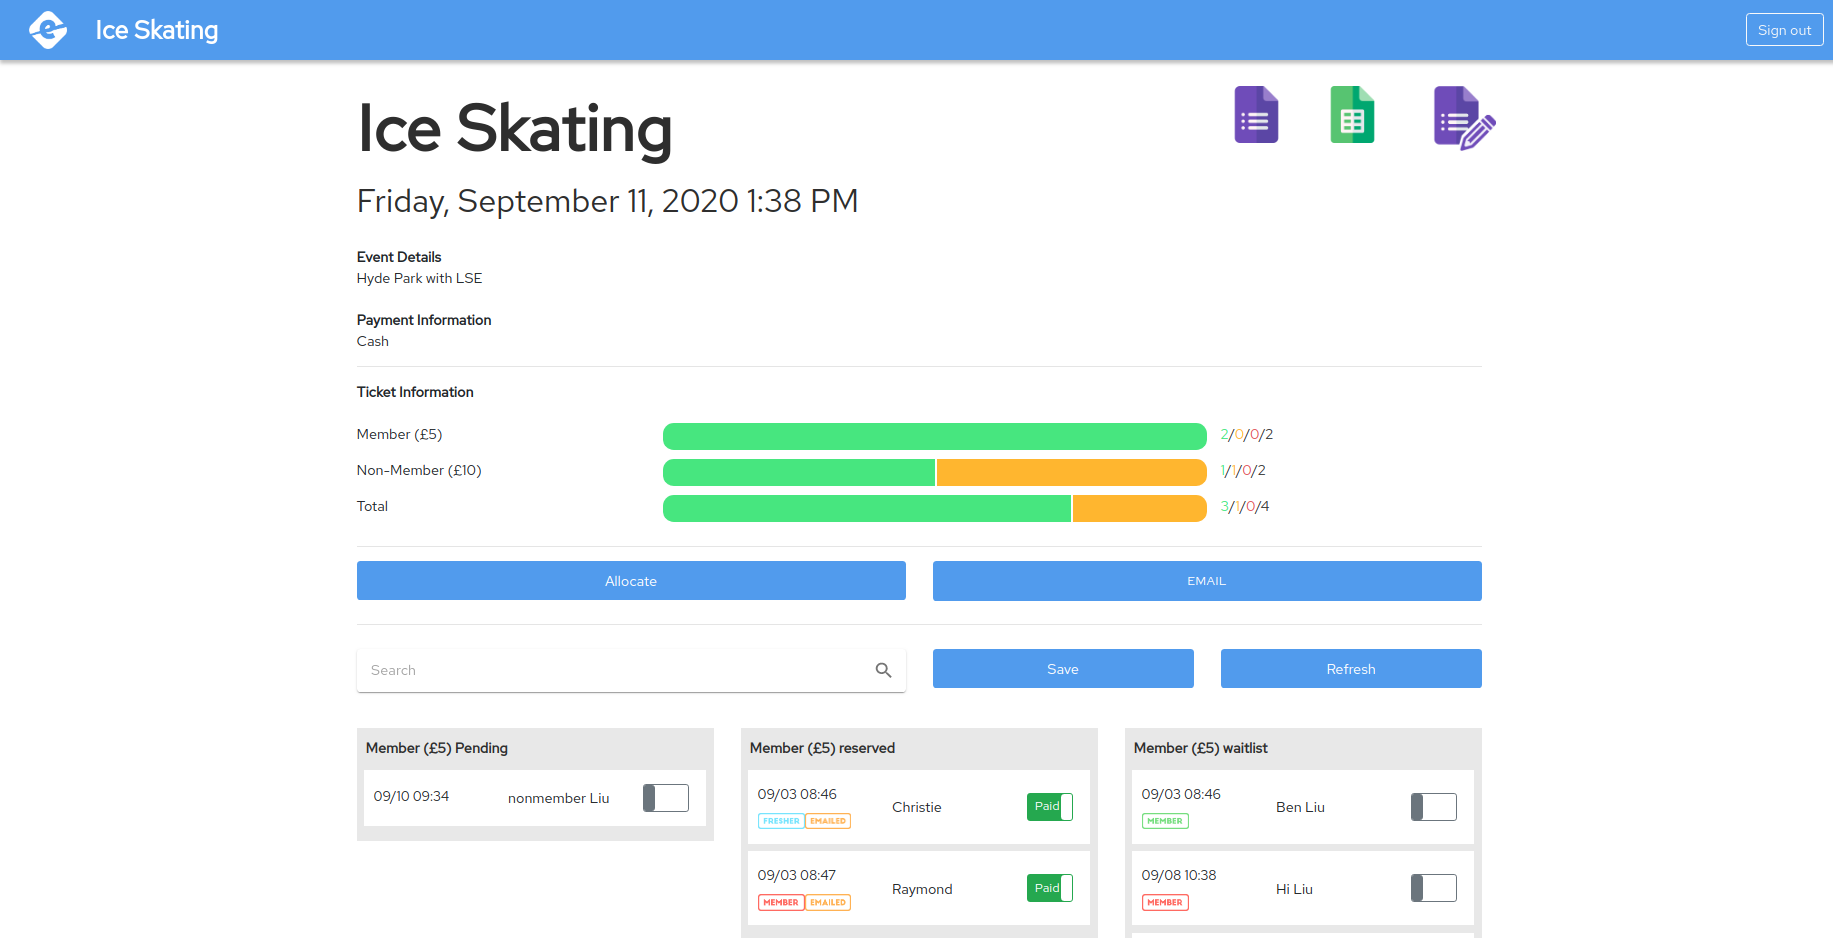 Ice Skating
Sign out
Ice Skating
Friday, September 11, 2020 1:38 PM
Event Details
Hyde Park with LSE
Payment Information
Cash
Ticket Information
Member (£5)
2/0/0/2
Non-Member (£10)
1/1/0/2
Total
3/1/0/4
Allocate
EMAIL
Search
Save
Refresh
Member (£5) Pending
09/10 09:34
nonmember Liu
Member (£5) reserved
09/03 08:46
FRESHER EMAILED
Christie
Paid
09/03 08:47
MEMBER EMAILED
Raymond
Paid
Member (£5) waitlist
09/03 08:46
MEMBER
Ben Liu
09/08 10:38
MEMBER
Hi Liu